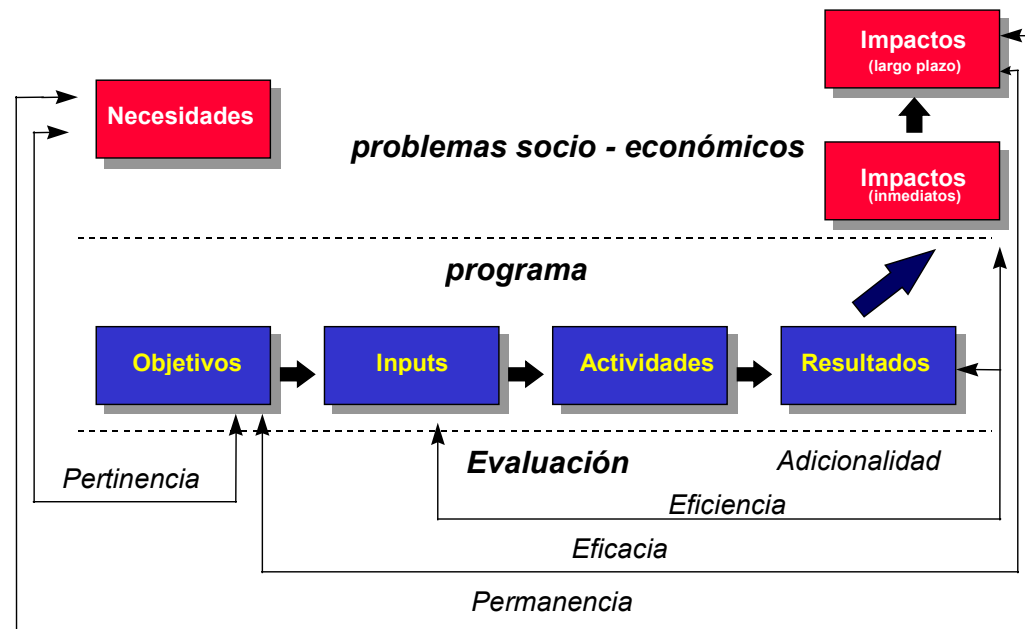 Impactos
(largo plazo)
Necesidades
problemas socio - económicos
Impactos
(inmediatos)
programa
Objetivos
Inputs
Actividades
Resultados
Evaluación
Adicionalidad
Pertinencia
Eficiencia
Eficacia
Permanencia